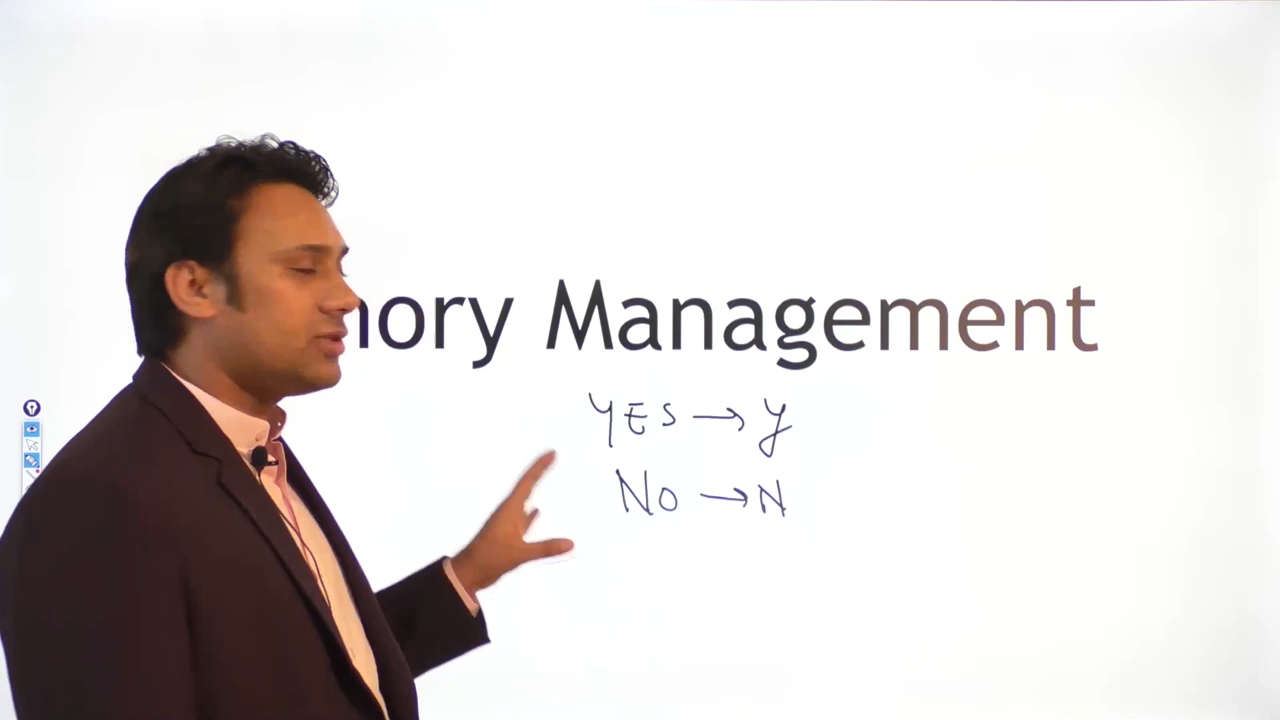 mory Management
YES → Y
No → N